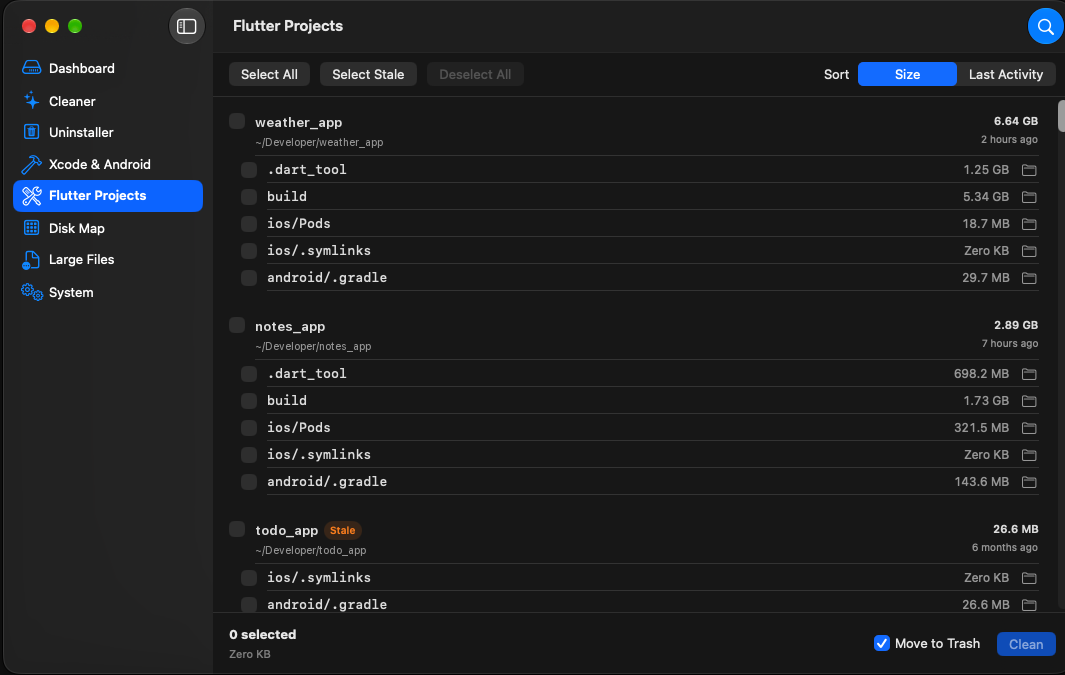 Flutter Projects
Dashboard
Cleaner
Uninstaller
Xcode & Android
Flutter Projects
Disk Map
Large Files
System
Select All Select Stale Deselect All Sort Size Last Activity
weather_app 6.64 GB
~/Developer/weather_app 2 hours ago
.dart_tool 1.25 GB
build 5.34 GB
ios/Pods 18.7 MB
ios/.symlinks Zero KB
android/.gradle 29.7 MB
notes_app 2.89 GB
~/Developer/notes_app 7 hours ago
.dart_tool 698.2 MB
build 1.73 GB
ios/Pods 321.5 MB
ios/.symlinks Zero KB
android/.gradle 143.6 MB
todo_app Stale 26.6 MB
~/Developer/todo_app 6 months ago
ios/.symlinks Zero KB
android/.gradle 26.6 MB
0 selected
Zero KB
Move to Trash Clean